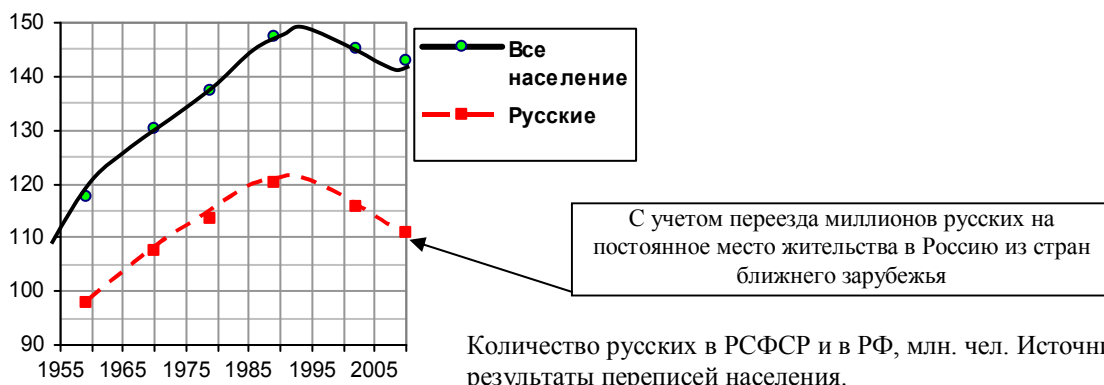 150
140
130
120
110
100
90
1955 1965 1975 1985 1995 2005
Все
население
Русские
С учетом переезда миллионов русских на
постоянное место жительства в Россию из стран
ближнего зарубежья
Количество русских в РСФСР и в РФ, млн. чел.
результаты переписей населения.